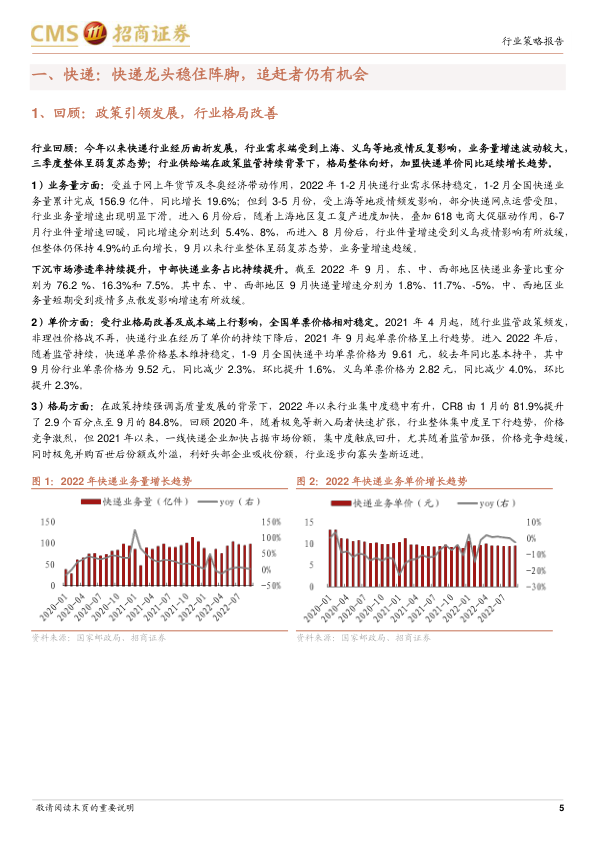 CMS 招商证券
行业策略报告
一、快递：快递龙头稳住阵脚，追赶者仍有机会
1、回顾：政策引领发展，行业格局改善
行业回顾：今年以来快递行业经历曲折发展，行业需求端受到上海、义乌等地疫情反复影响，业务量增速波动较大，
三季度整体呈弱复苏态势；行业供给端在政策监管持续背景下，格局整体向好，加盟快递单价同比延续增长趋势。
1）业务量方面：受益于网上年货节及冬奥经济带动作用，2022 年 1-2 月快递行业需求保持稳定，1-2 月全国快递业
务量累计完成 156.9 亿件，同比增长 19.6%；但到 3-5 月份，受上海等地疫情频发影响，部分快递网点运营受阻，
行业业务量增速出现明显下滑。进入 6 月份后，随着上海地区复工复产进度加快，叠加 618 电商大促驱动作用，6-7
月行业件量增速回暖，同比增速分别达到 5.4%、8%，而进入 8 月份后，行业件量增速受到义乌疫情影响有所放缓，
但整体仍保持 4.9%的正向增长，9 月以来行业整体呈弱复苏态势，业务量增速趋缓。
下沉市场渗透率持续提升，中部快递业务占比持续提升。截至 2022 年 9 月，东、中、西部地区快递业务量比重分
别为 76.2 %、16.3%和 7.5%。其中东、中、西部地区 9 月快递量增速分别为 1.8%、11.7%、-5%，中、西地区业
务量短期受到疫情多点散发影响增速有所放缓。
2）单价方面：受行业格局改善及成本端上行影响，全国单票价格相对稳定。2021 年 4 月起，随行业监管政策频发，
非理性价格战不再，快递行业在经历了单价的持续下降后，2021 年 9 月起单票价格呈上行趋势。进入 2022 年后，
随着监管持续，快递单票价格基本维持稳定，1-9 月全国快递平均单票价格为 9.61 元，较去年同比基本持平，其中
9 月份行业单票价格为 9.52 元，同比减少 2.3%，环比提升 1.6%，义乌单票价格为 2.82 元，同比减少 4.0%，环比
提升 2.3%。
3）格局方面：在政策持续强调高质量发展的背景下，2022 年以来行业集中度稳中有升，CR8 由 1 月的 81.9%提升
了 2.9 个百分点至 9 月的 84.8%。回顾 2020 年，随着极兔等新入局者快速扩张，行业整体集中度呈下行趋势，价格
竞争激烈，但 2021 年以来，一线快递企业加快占据市场份额，集中度触底回升，尤其随着监管加强，价格竞争趋缓，
同时极兔并购百世后份额或外溢，利好头部企业吸收份额，行业逐步向寡头垄断迈进。
图 1：2022 年快递业务量增长趋势
快递业务量（亿件） yoy（右）
150 100 50 0
150% 100% 50% 0% -50%
2020-01 2020-04 2020-07 2020-10 2021-01 2021-04 2021-07 2021-10 2022-01 2022-04 2022-07
资料来源：国家邮政局、招商证券
图 2：2022 年快递业务单价增长趋势
快递业务单价（元） yoy（右）
15 10 5 0
10% 0% -10% -20% -30%
2020-01 2020-04 2020-07 2020-10 2021-01 2021-04 2021-07 2021-10 2022-01 2022-04 2022-07
资料来源：国家邮政局、招商证券
敬请阅读末页的重要说明
5